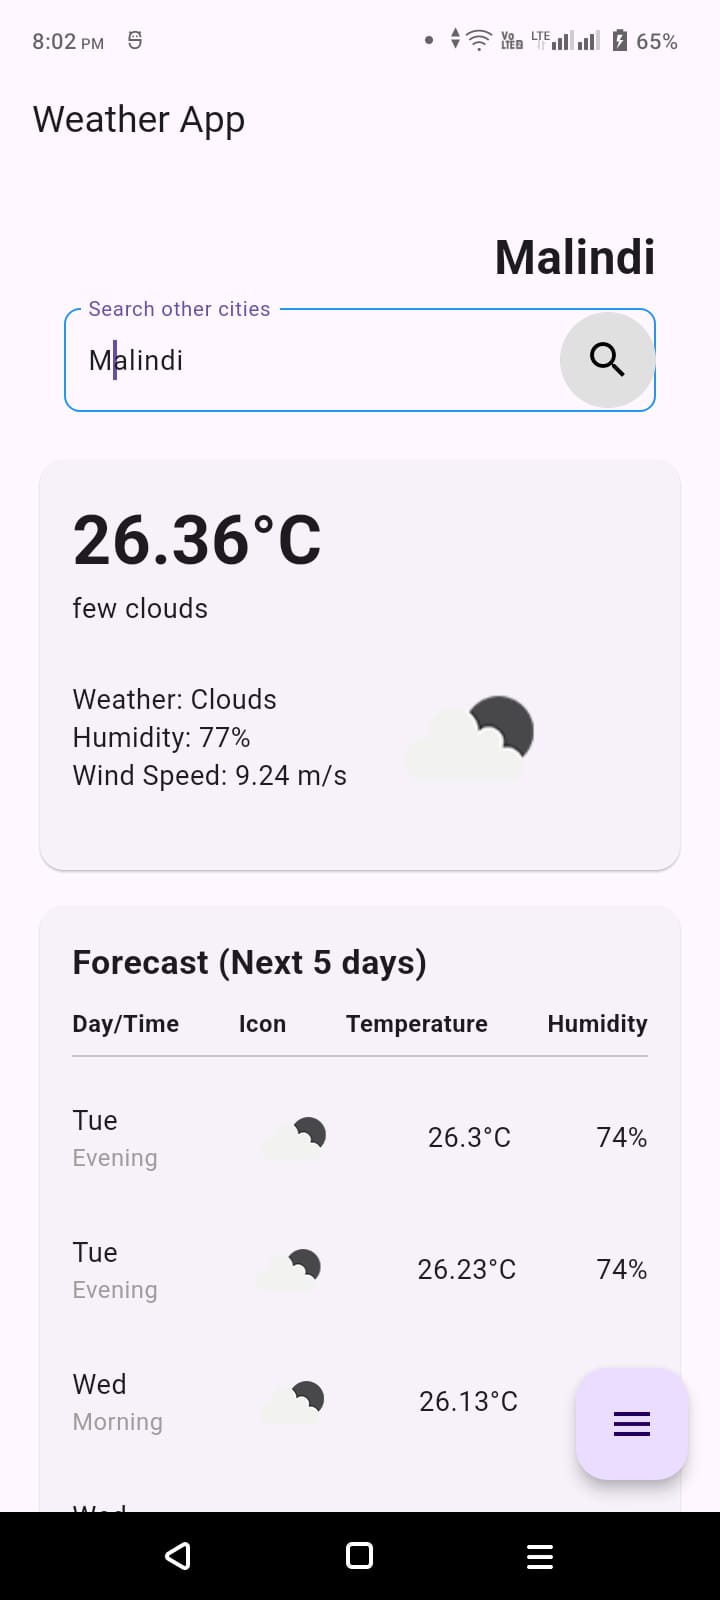 8:02 PM
Vo LTE 2 LTE 65%
Weather App
Malindi
Search other cities
Malindi
26.36°C
few clouds
Weather: Clouds
Humidity: 77%
Wind Speed: 9.24 m/s
Forecast (Next 5 days)
Day/Time Icon Temperature Humidity
Tue
Evening
26.3°C 74%
Tue
Evening
26.23°C 74%
Wed
Morning
26.13°C
Wed